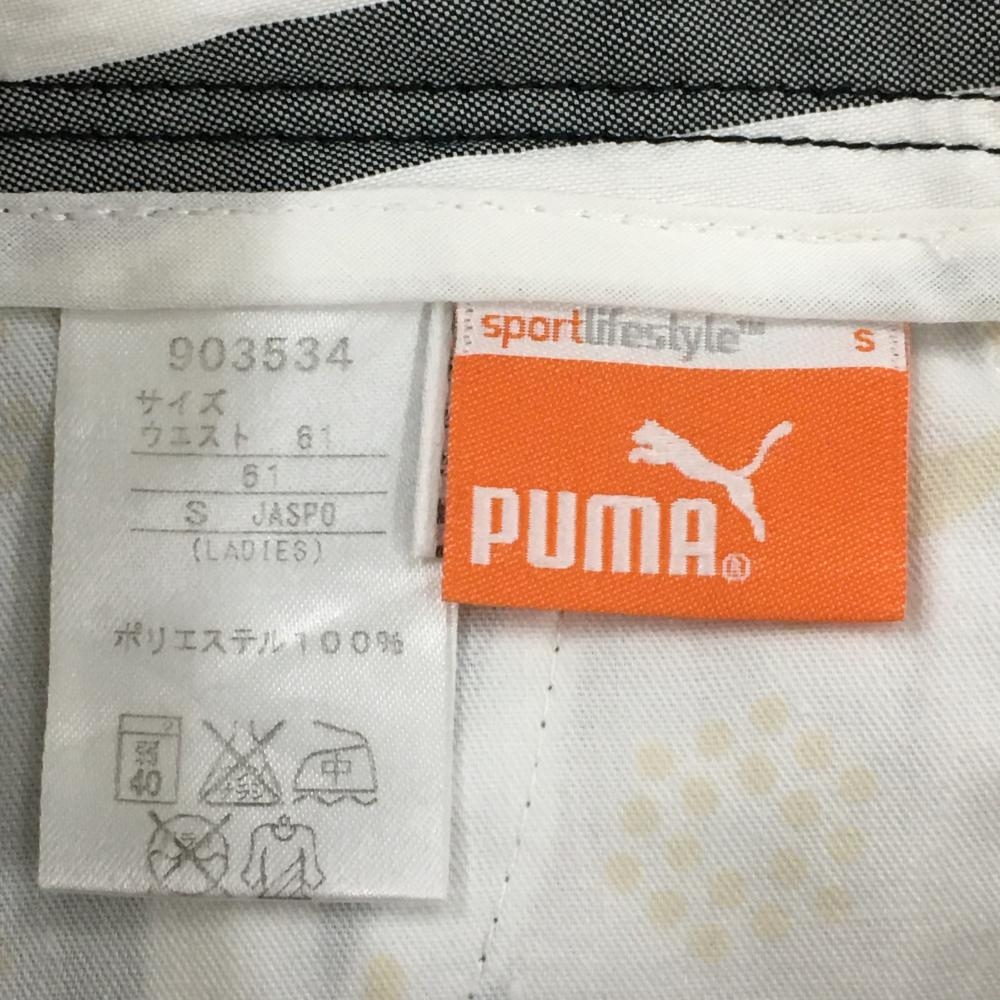 903534
サイズ
ウエスト 61
61
S JASPO
(LADIES)
ポリエステル100%
40
中
sportlifestyle™ S
PUMA®